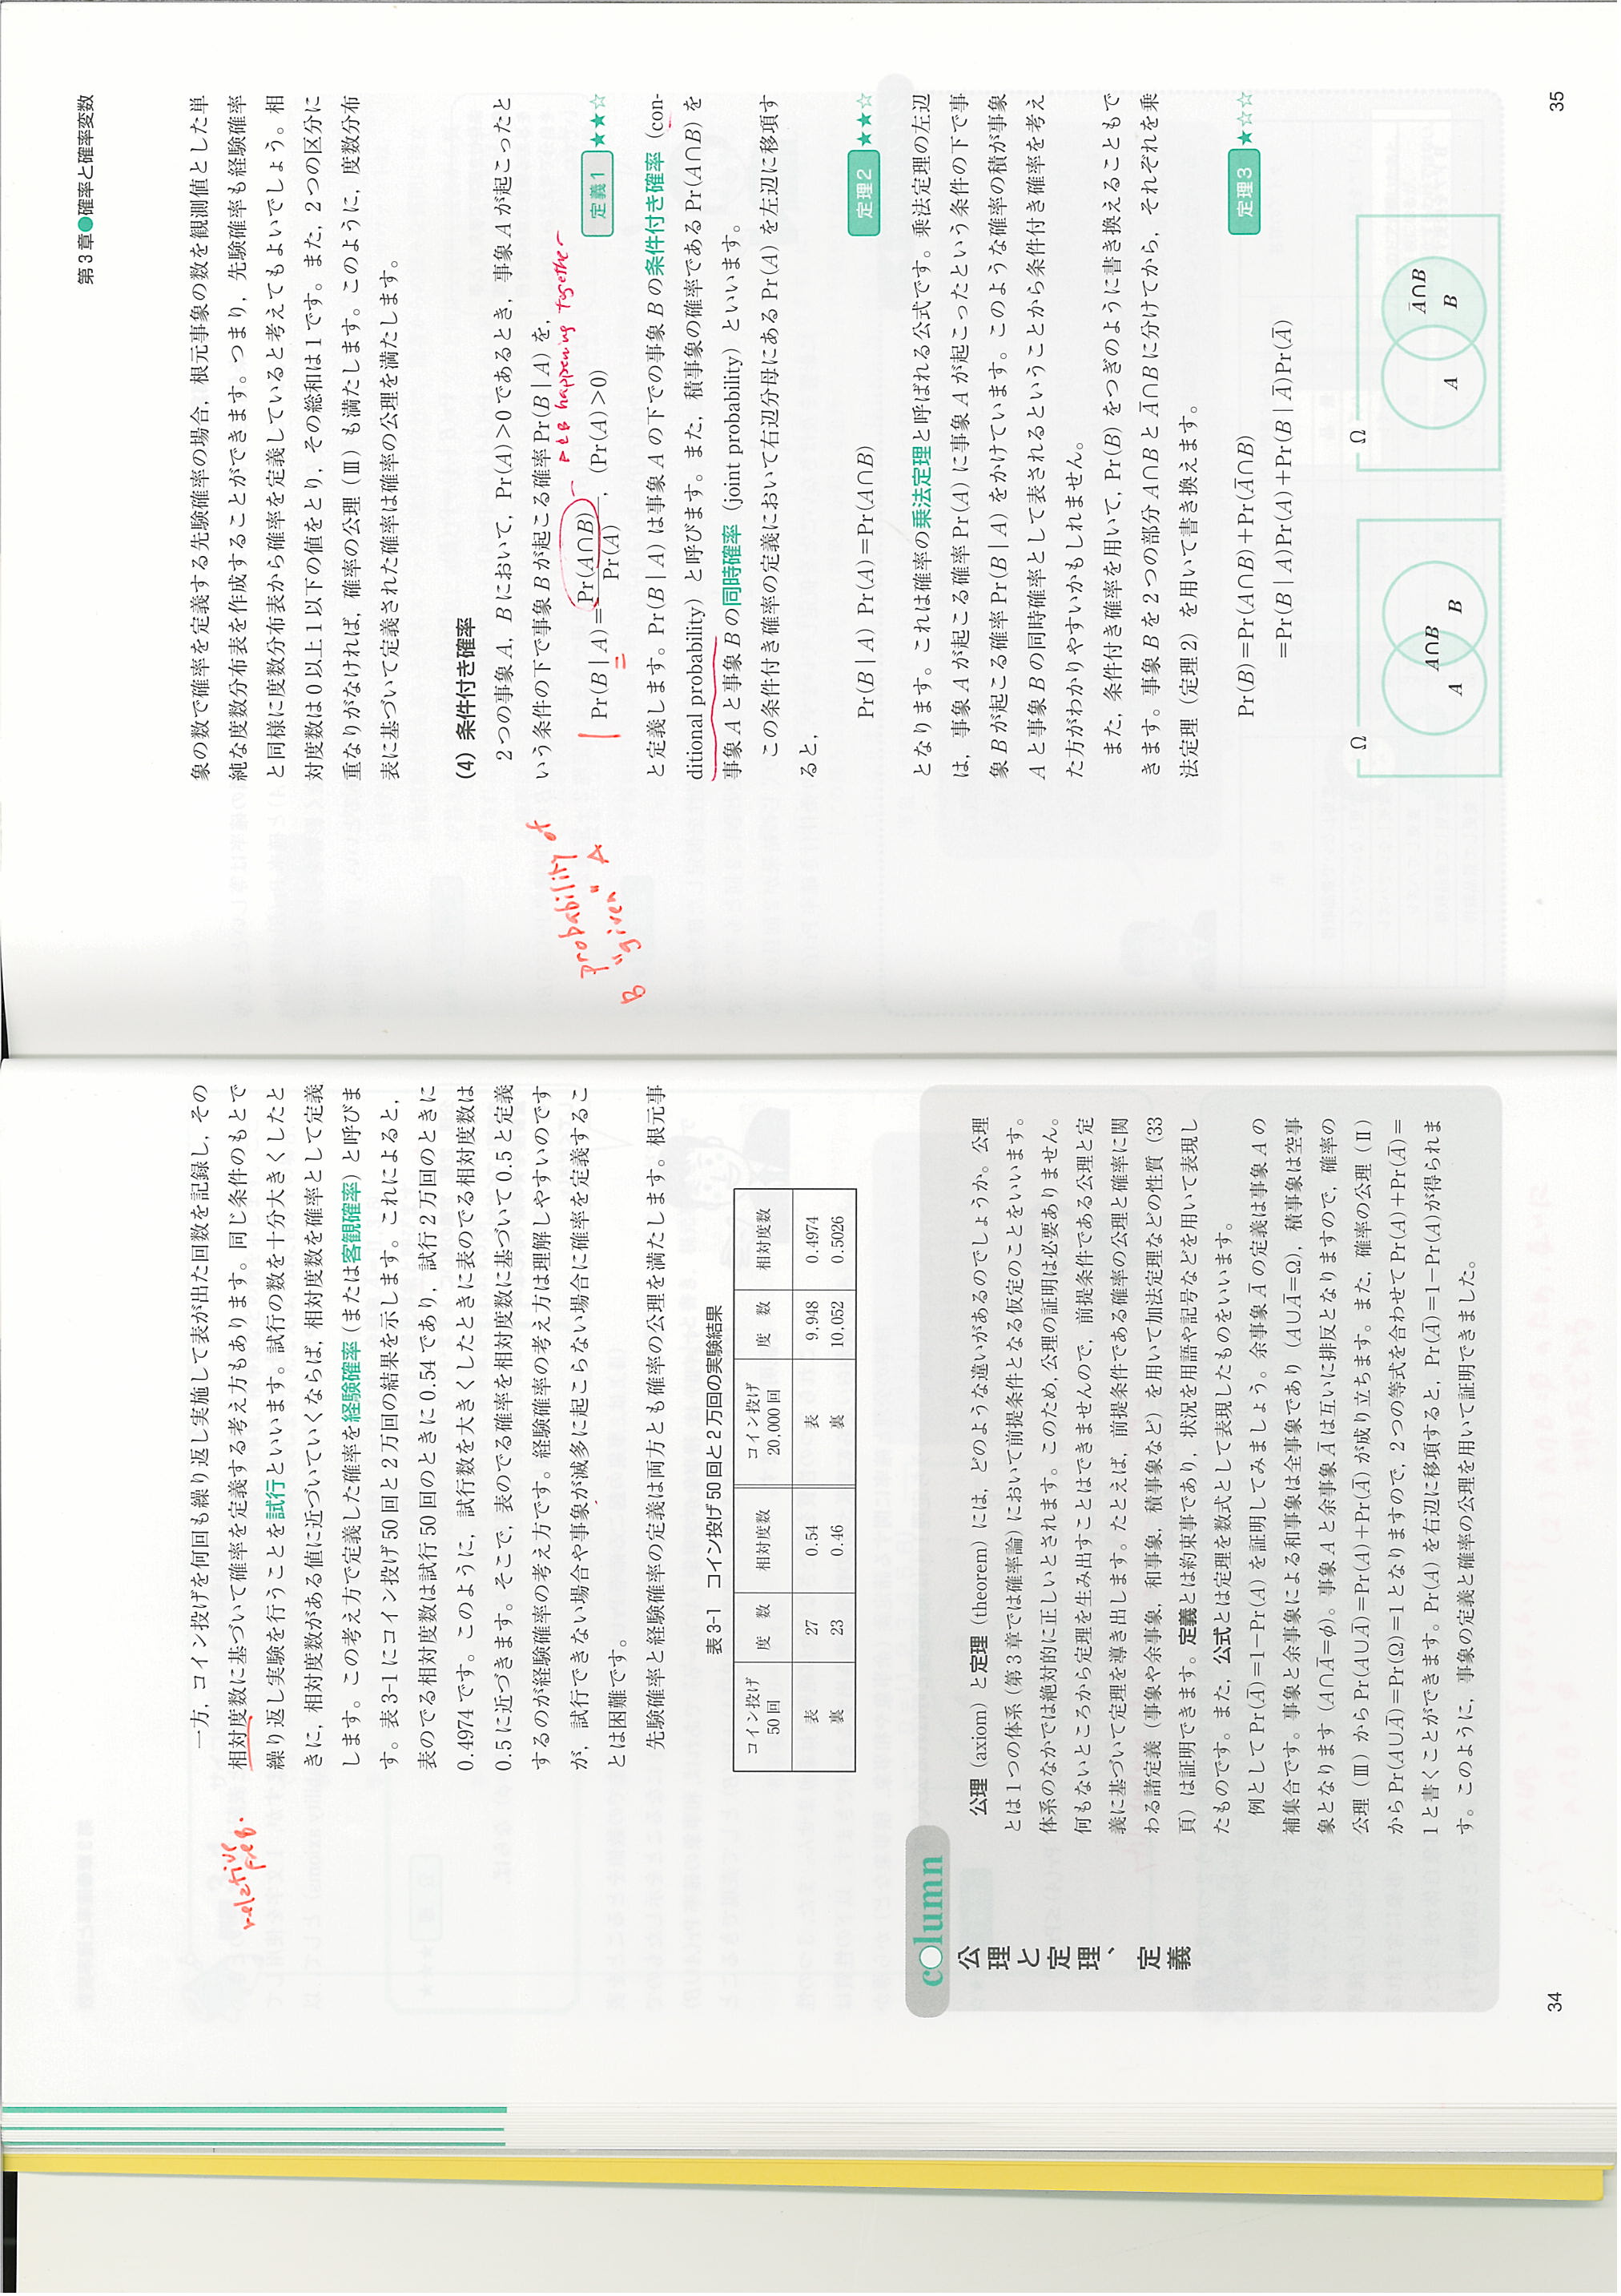 一方，コイン投げを何回も繰り返し実施して表が出た回数を記録し，その
relative freq.
相対度数に基づいて確率を定義する考え方もあります。同じ条件のもとで
繰り返し実験を行うことを試行といいます。試行の数を十分大きくしたと
きに，相対度数がある値に近づいていくならば，相対度数を確率として定義
します。この考え方で定義した確率を経験確率（または客観確率）と呼びま
す。表3-1にコイン投げ50回と2万回の結果を示します。これによると，
表のでる相対度数は試行50回のときに0.54であり，試行2万回のときに
0.4974です。このように，試行数を大きくしたときに表のでる相対度数は
0.5に近づきます。そこで，表のでる確率を相対度数に基づいて0.5と定義
するのが経験確率の考え方です。経験確率の考え方は理解しやすいのです
が，試行できない場合や事象が滅多に起こらない場合に確率を定義するこ
とは困難です。
先験確率と経験確率の定義は両方とも確率の公理を満たします。根元事
表3-1 コイン投げ50回と2万回の実験結果
コイン投げ50回 度 数 相対度数 コイン投げ20,000回 度 数 相対度数
表 27 0.54 表 9,948 0.4974
裏 23 0.46 裏 10,052 0.5026
column
公理と定理、定義
公理（axiom）と定理（theorem）には，どのような違いがあるのでしょうか。公理
とは1つの体系（第3章では確率論）において前提条件となる仮定のことをいいます。
体系のなかでは絶対的に正しいとされます。このため，公理の証明は必要ありません。
何もないところから定理を生み出すことはできませんので，前提条件である公理と定
義に基づいて定理を導き出します。たとえば，前提条件である確率の公理と確率に関
わる諸定義（事象や余事象，和事象，積事象など）を用いて加法定理などの性質（33
頁）は証明できます。定義とは約束事であり，状況を用語や記号などを用いて表現し
たものです。また，公式とは定理を数式として表現したものをいいます。
例としてPr(Ā)=1−Pr(A)を証明してみましょう。余事象Āの定義は事象Aの
補集合です。事象と余事象による和事象は全事象であり（A∪Ā=Ω），積事象は空事
象となります（A∩Ā=φ）。事象Aと余事象Āは互いに排反となりますので，確率の
公理（Ⅲ）からPr(A∪Ā)=Pr(A)+Pr(Ā)が成り立ちます。また，確率の公理（Ⅱ）
からPr(A∪Ā)=Pr(Ω)=1となりますので，2つの等式を合わせてPr(A)+Pr(Ā)=
1と書くことができます。Pr(A)を右辺に移項すると，Pr(Ā)=1−Pr(A)が得られま
す。このように，事象の定義と確率の公理を用いて証明できました。
34
第3章●確率と確率変数
象の数で確率を定義する先験確率の場合，根元事象の数を観測値とした単
純な度数分布表を作成することができます。つまり，先験確率も経験確率
と同様に度数分布表から確率を定義していると考えてもよいでしょう。相
対度数は0以上1以下の値をとり，その総和は1です。また，2つの区分に
重なりがなければ，確率の公理（Ⅲ）も満たします。このように，度数分布
表に基づいて定義された確率は確率の公理を満たします。
（4）条件付き確率
2つの事象A，Bにおいて，Pr(A)>0であるとき，事象Aが起こったと
いう条件の下で事象Bが起こる確率Pr(B|A)を，
happening together
probability of
B "given" A
Pr(B|A)=Pr(A∩B)/Pr(A)，(Pr(A)>0) 定義1★★☆
と定義します。Pr(B|A)は事象Aの下での事象Bの条件付き確率（con-
ditional probability）と呼びます。また，積事象の確率であるPr(A∩B)を
事象Aと事象Bの同時確率（joint probability）といいます。
この条件付き確率の定義において右辺分母にあるPr(A)を左辺に移項す
ると，
Pr(B|A) Pr(A)=Pr(A∩B) 定理2★★☆
となります。これは確率の乗法定理と呼ばれる公式です。乗法定理の左辺
は，事象Aが起こる確率Pr(A)に事象Aが起こったという条件の下で事
象Bが起こる確率Pr(B|A)をかけています。このような確率の積が事象
Aと事象Bの同時確率として表されるということから条件付き確率を考え
た方がわかりやすいかもしれません。
また，条件付き確率を用いて，Pr(B)をつぎのように書き換えることもで
きます。事象Bを2つの部分A∩BとĀ∩Bに分けてから，それぞれを乗
法定理（定理2）を用いて書き換えます。
Pr(B)=Pr(A∩B)+Pr(Ā∩B) 定理3★☆☆
=Pr(B|A)Pr(A)+Pr(B|Ā)Pr(Ā)
Ω
A∩B
A B
Ω
Ā∩B
A B
35